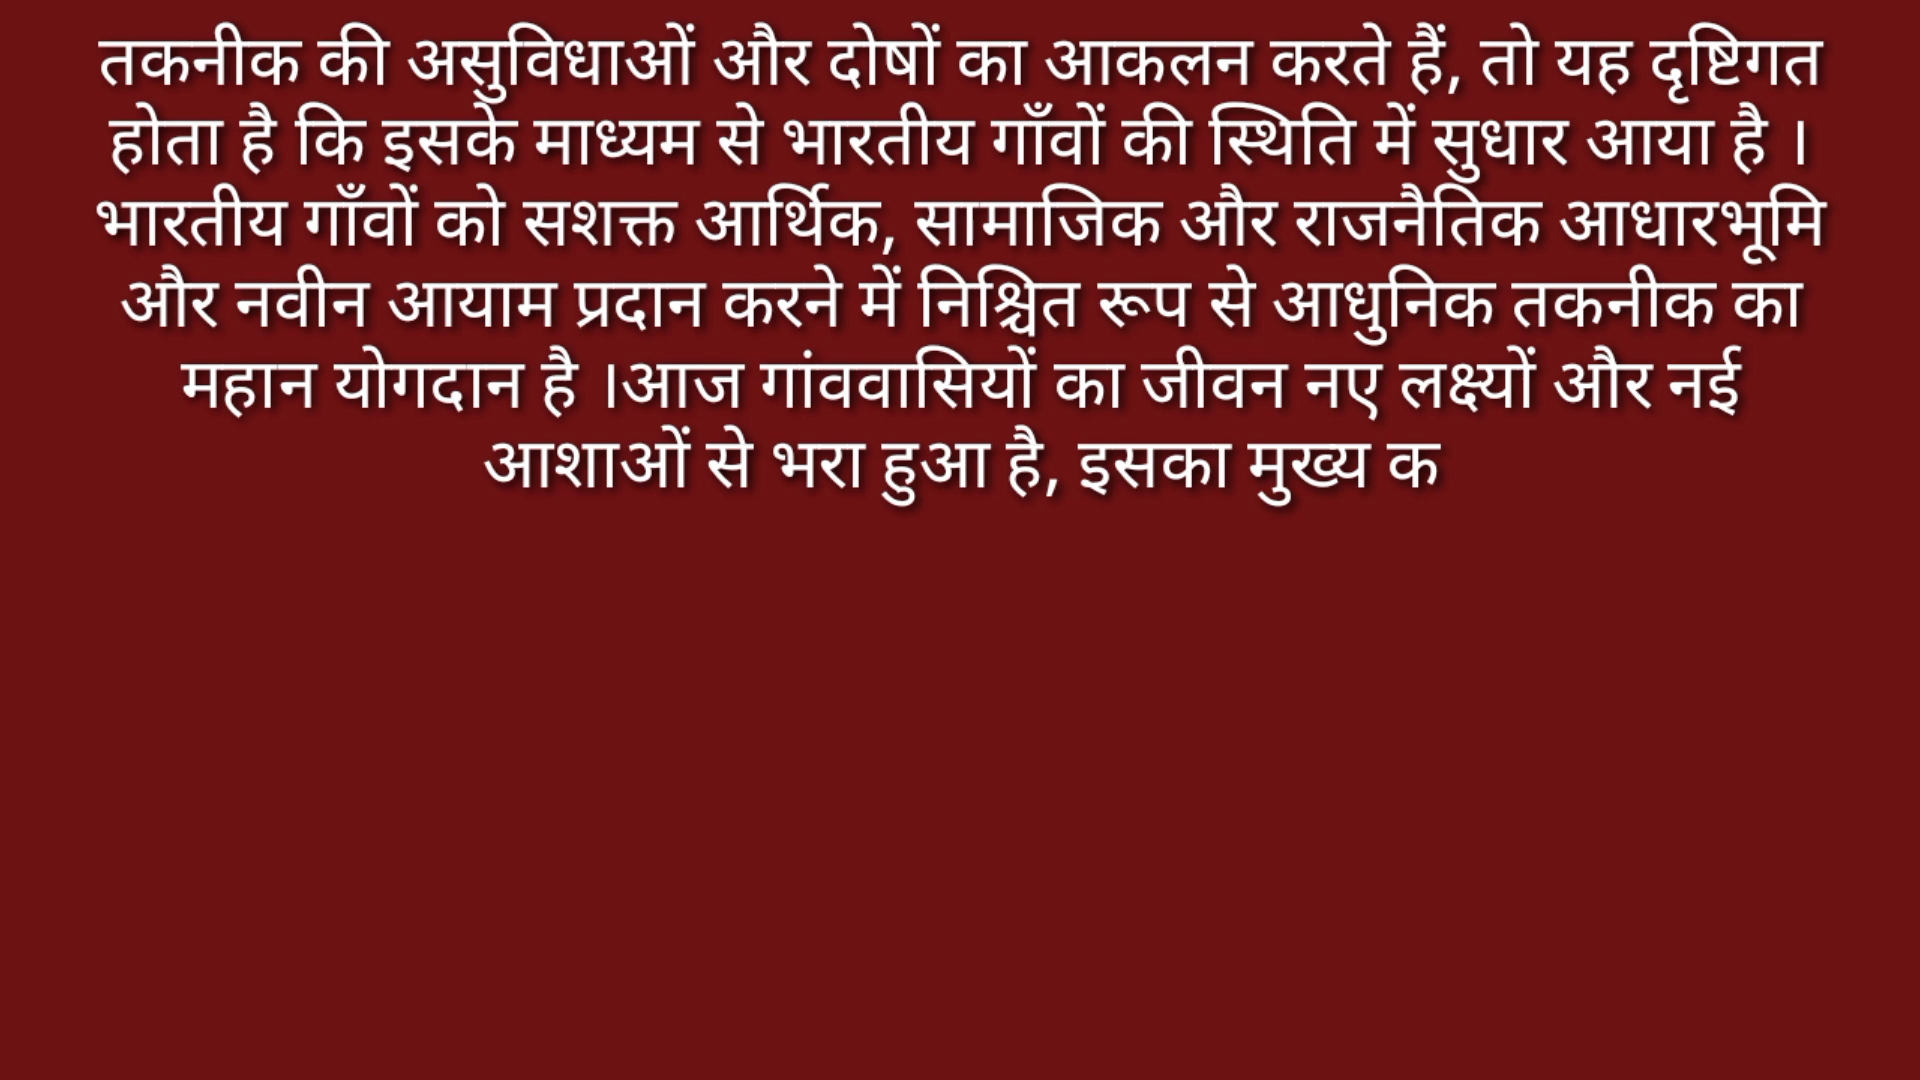 तकनीक की असुविधाओं और दोषों का आकलन करते हैं, तो यह दृष्टिगत
होता है कि इसके माध्यम से भारतीय गाँवों की स्थिति में सुधार आया है ।
भारतीय गाँवों को सशक्त आर्थिक, सामाजिक और राजनैतिक आधारभूमि
और नवीन आयाम प्रदान करने में निश्चित रूप से आधुनिक तकनीक का
महान योगदान है ।आज गांववासियों का जीवन नए लक्ष्यों और नई
आशाओं से भरा हुआ है, इसका मुख्य क